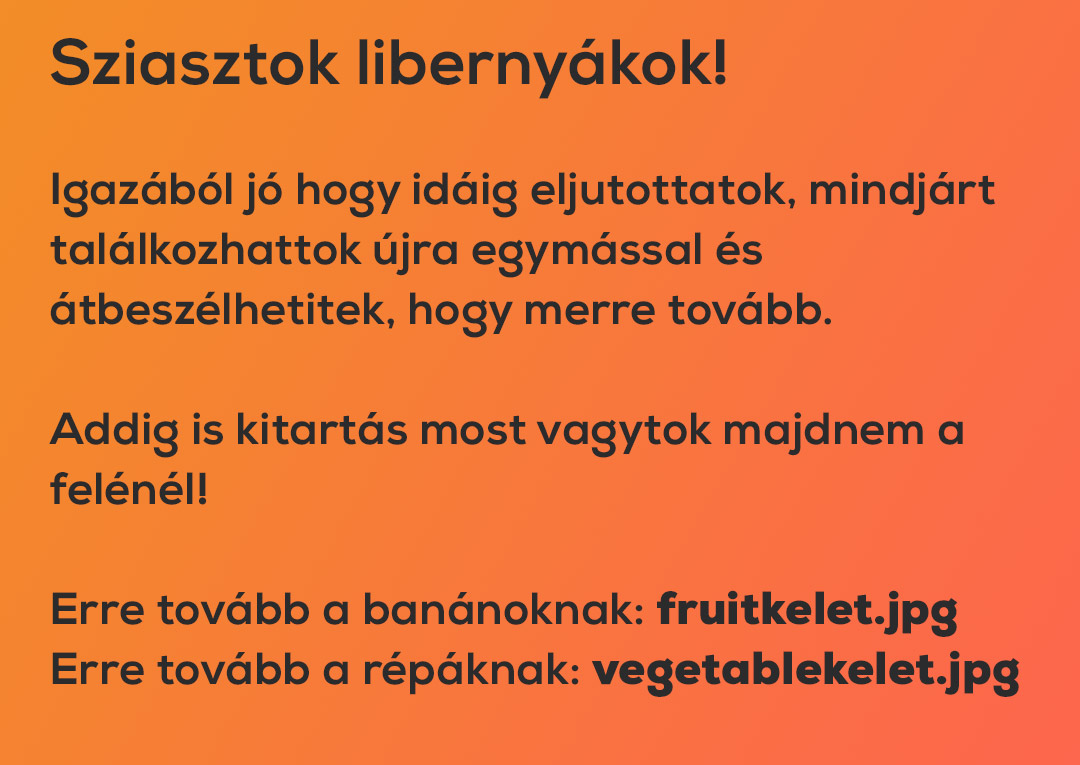 Sziasztok libernyákok!
Igazából jó hogy idáig eljutottatok, mindjárt
találkozhattok újra egymással és
átbeszélhetitek, hogy merre tovább.
Addig is kitartás most vagytok majdnem a
felénél!
Erre tovább a banánoknak: fruitkelet.jpg
Erre tovább a répáknak: vegetablekelet.jpg